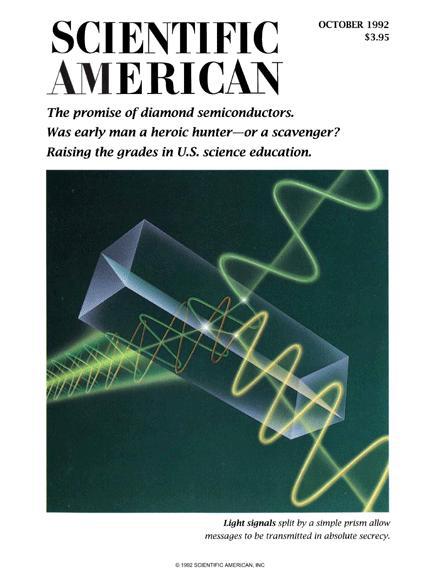 SCIENTIFIC
AMERICAN
OCTOBER 1992
$3.95
The promise of diamond semiconductors.
Was early man a heroic hunter—or a scavenger?
Raising the grades in U.S. science education.
Light signals split by a simple prism allow
messages to be transmitted in absolute secrecy.
© 1992 SCIENTIFIC AMERICAN, INC